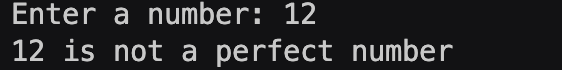 Enter a number: 12
12 is not a perfect number